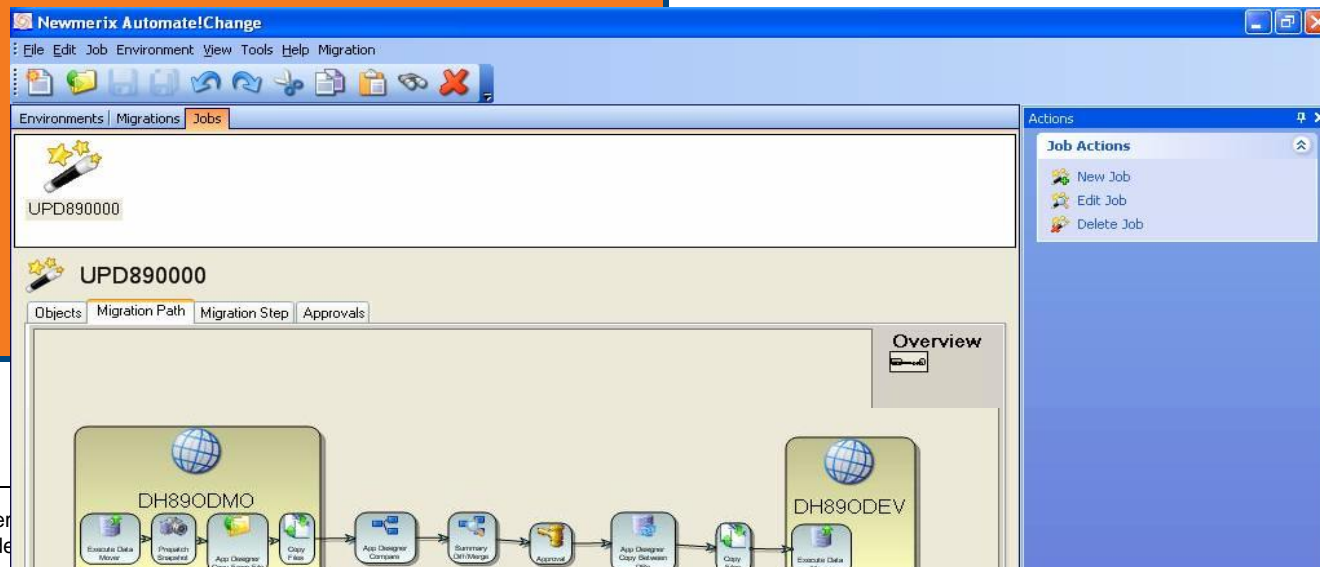 Newmerix Automate!Change
File Edit Job Environment View Tools Help Migration
Environments Migrations Jobs
Actions
Job Actions
New Job
Edit Job
Delete Job
UPD890000
UPD890000
Objects Migration Path Migration Step Approvals
Overview
DH89ODMO
DH89ODEV
Execute Data Mover
Prepatch Snapshot
App Designer
Copy Files
App Designer Compare
Summary Diff/Merge
Approval
App Designer Copy Between
Copy
Execute Data